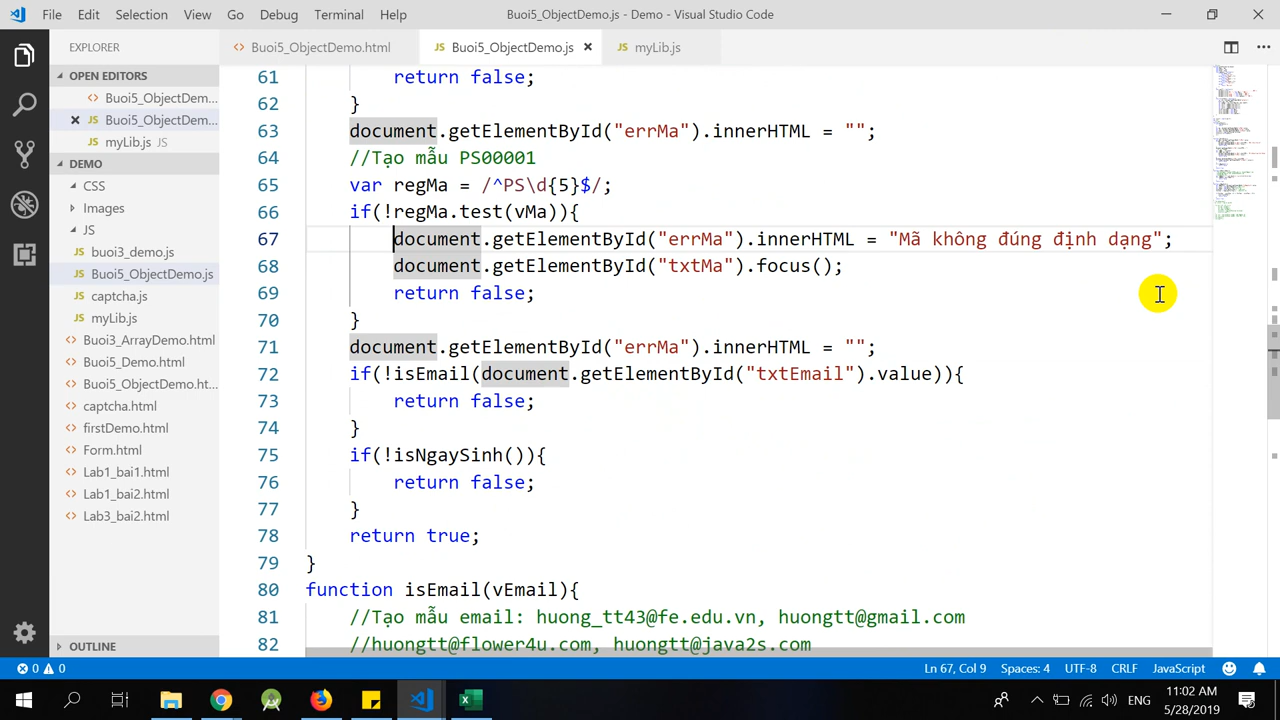 File Edit Selection View Go Debug Terminal Help
Buoi5_ObjectDemo.js - Demo - Visual Studio Code
EXPLORER
Buoi5_ObjectDemo.html
JS Buoi5_ObjectDemo.js ×
JS myLib.js
OPEN EDITORS
Buoi5_ObjectDem...
× Buoi5_ObjectDemo...
myLib.js JS
DEMO
CSS
Images
JS
buoi3_demo.js
Buoi5_ObjectDemo.js
captcha.js
myLib.js
Buoi3_ArrayDemo.html
Buoi5_Demo.html
Buoi5_ObjectDemo.ht...
captcha.html
firstDemo.html
Form.html
Lab1_bai1.html
Lab1_bai2.html
Lab3_bai2.html
OUTLINE
61 return false;
62 }
63 document.getElementById("errMa").innerHTML = "";
64 //Tạo mẫu PS00001
65 var regMa = /^PS\d{5}$/;
66 if(!regMa.test(vMa)){
67 document.getElementById("errMa").innerHTML = "Mã không đúng định dạng";
68 document.getElementById("txtMa").focus();
69 return false;
70 }
71 document.getElementById("errMa").innerHTML = "";
72 if(!isEmail(document.getElementById("txtEmail").value)){
73 return false;
74 }
75 if(!isNgaySinh()){
76 return false;
77 }
78 return true;
79 }
80 function isEmail(vEmail){
81 //Tạo mẫu email: huong_tt43@fe.edu.vn, huongtt@gmail.com
82 //huongtt@flower4u.com, huongtt@java2s.com
0 0
Ln 67, Col 9 Spaces: 4 UTF-8 CRLF JavaScript
ENG
11:02 AM
5/28/2019